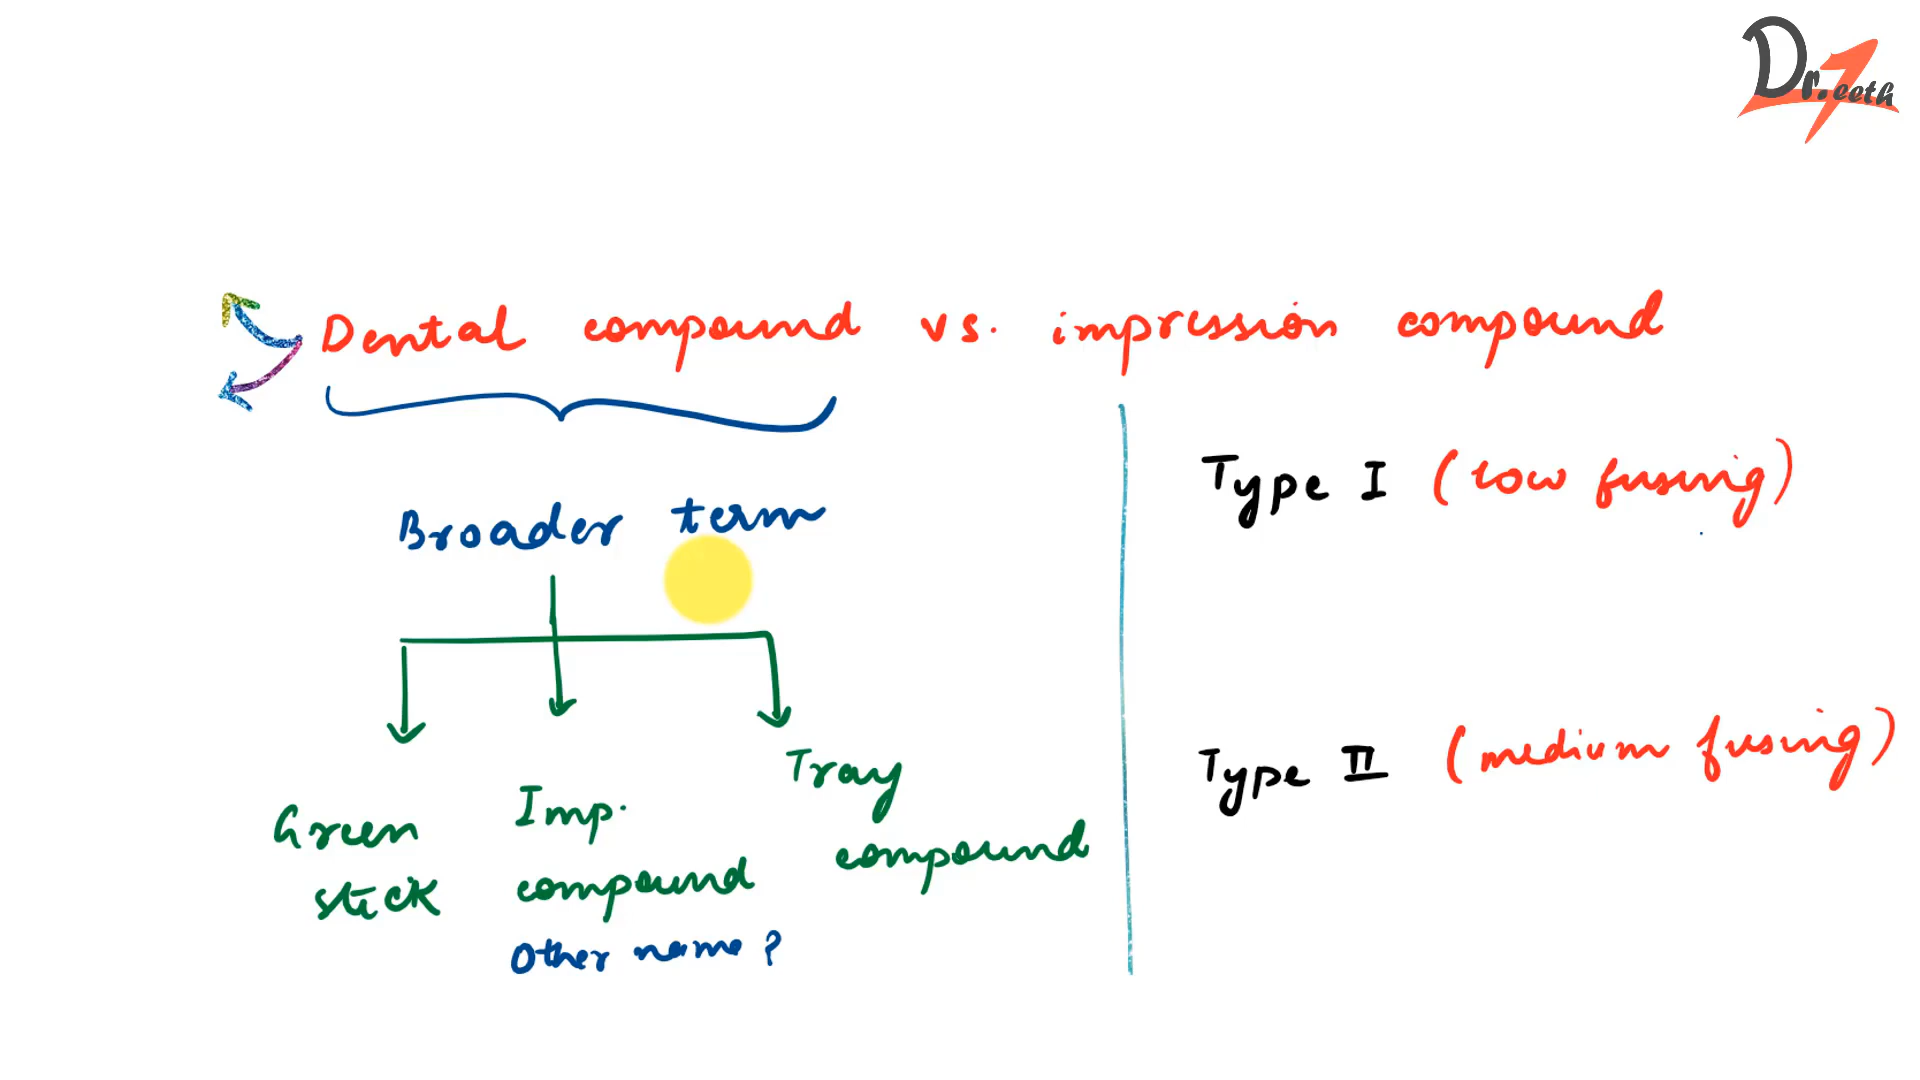 Dr.eeth
Dental compound vs. impression compound
Broader term
Green stick
Imp. compound
Other name?
Tray compound
Type I (low fusing)
Type II (medium fusing)